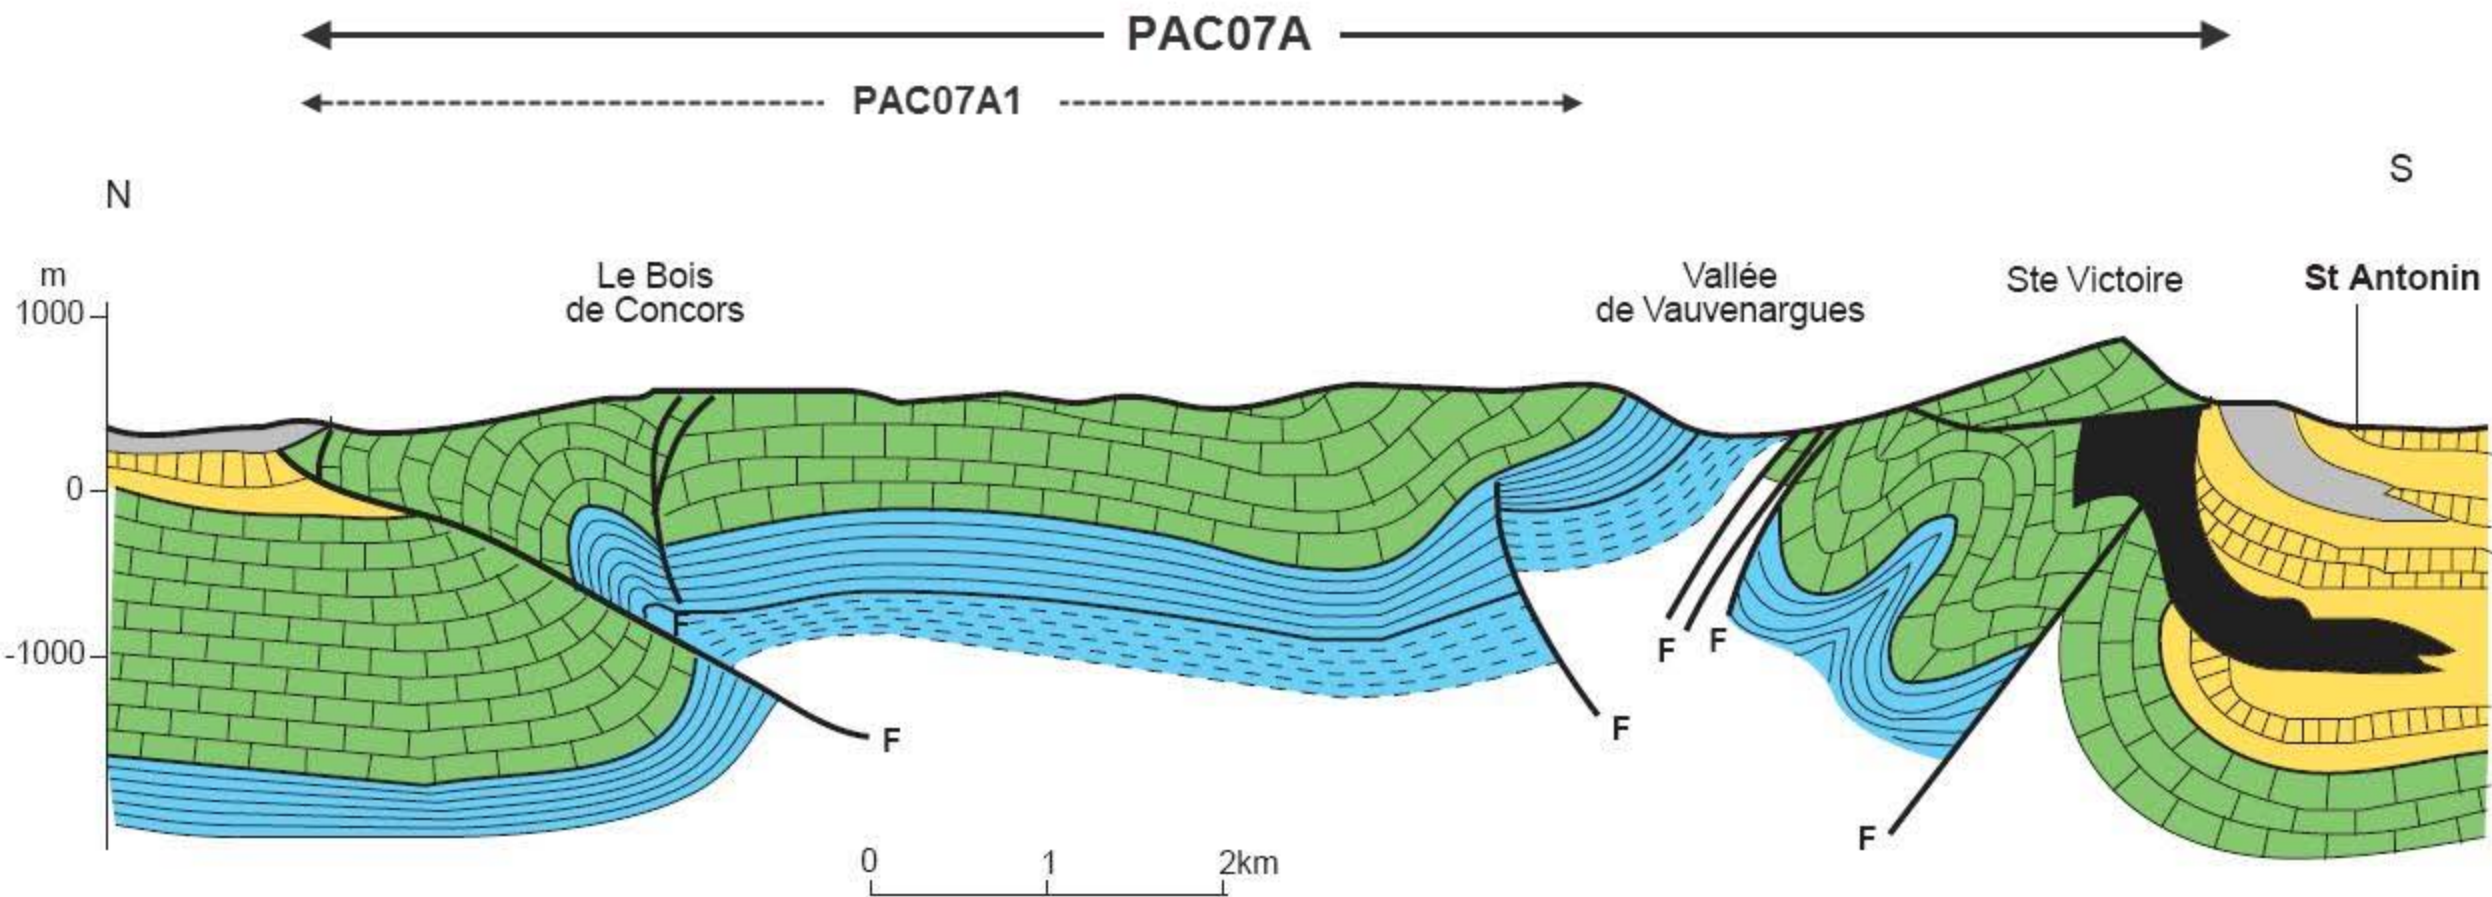 PAC07A
PAC07A1
N
S
m
Le Bois
de Concors
Vallée
de Vauvenargues
Ste Victoire
St Antonin
1000
0
-1000
F
F
F
F
F
0 1 2km